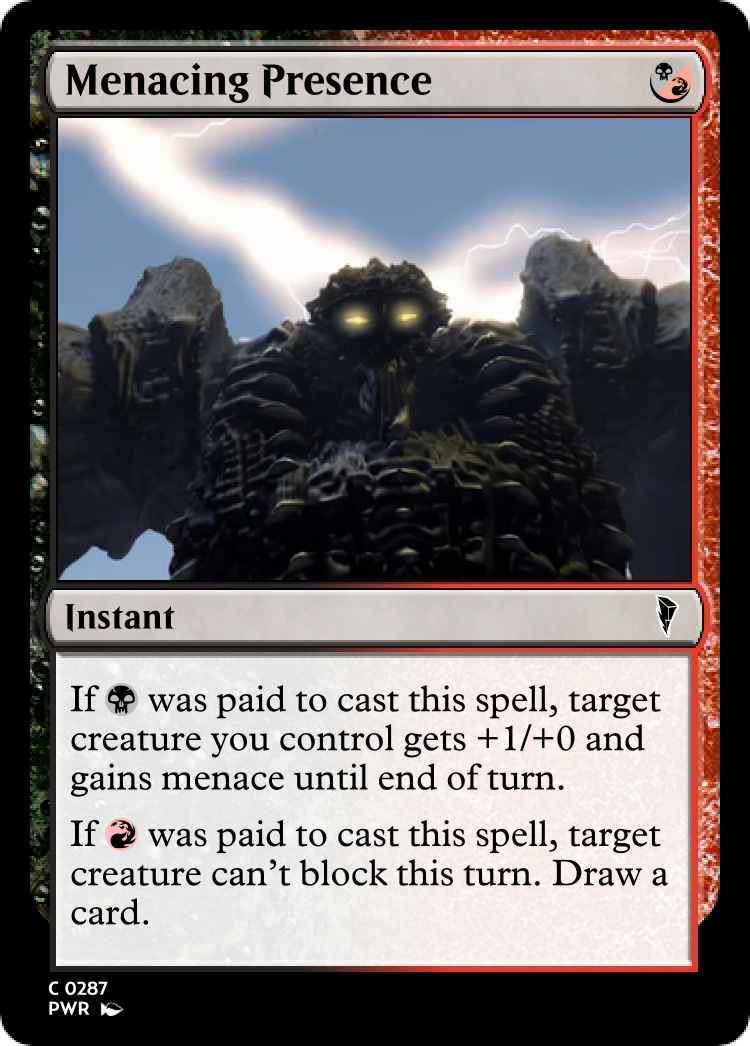 Menacing Presence
Instant
If was paid to cast this spell, target
creature you control gets +1/+0 and
gains menace until end of turn.
If was paid to cast this spell, target
creature can't block this turn. Draw a
card.
C 0287
PWR